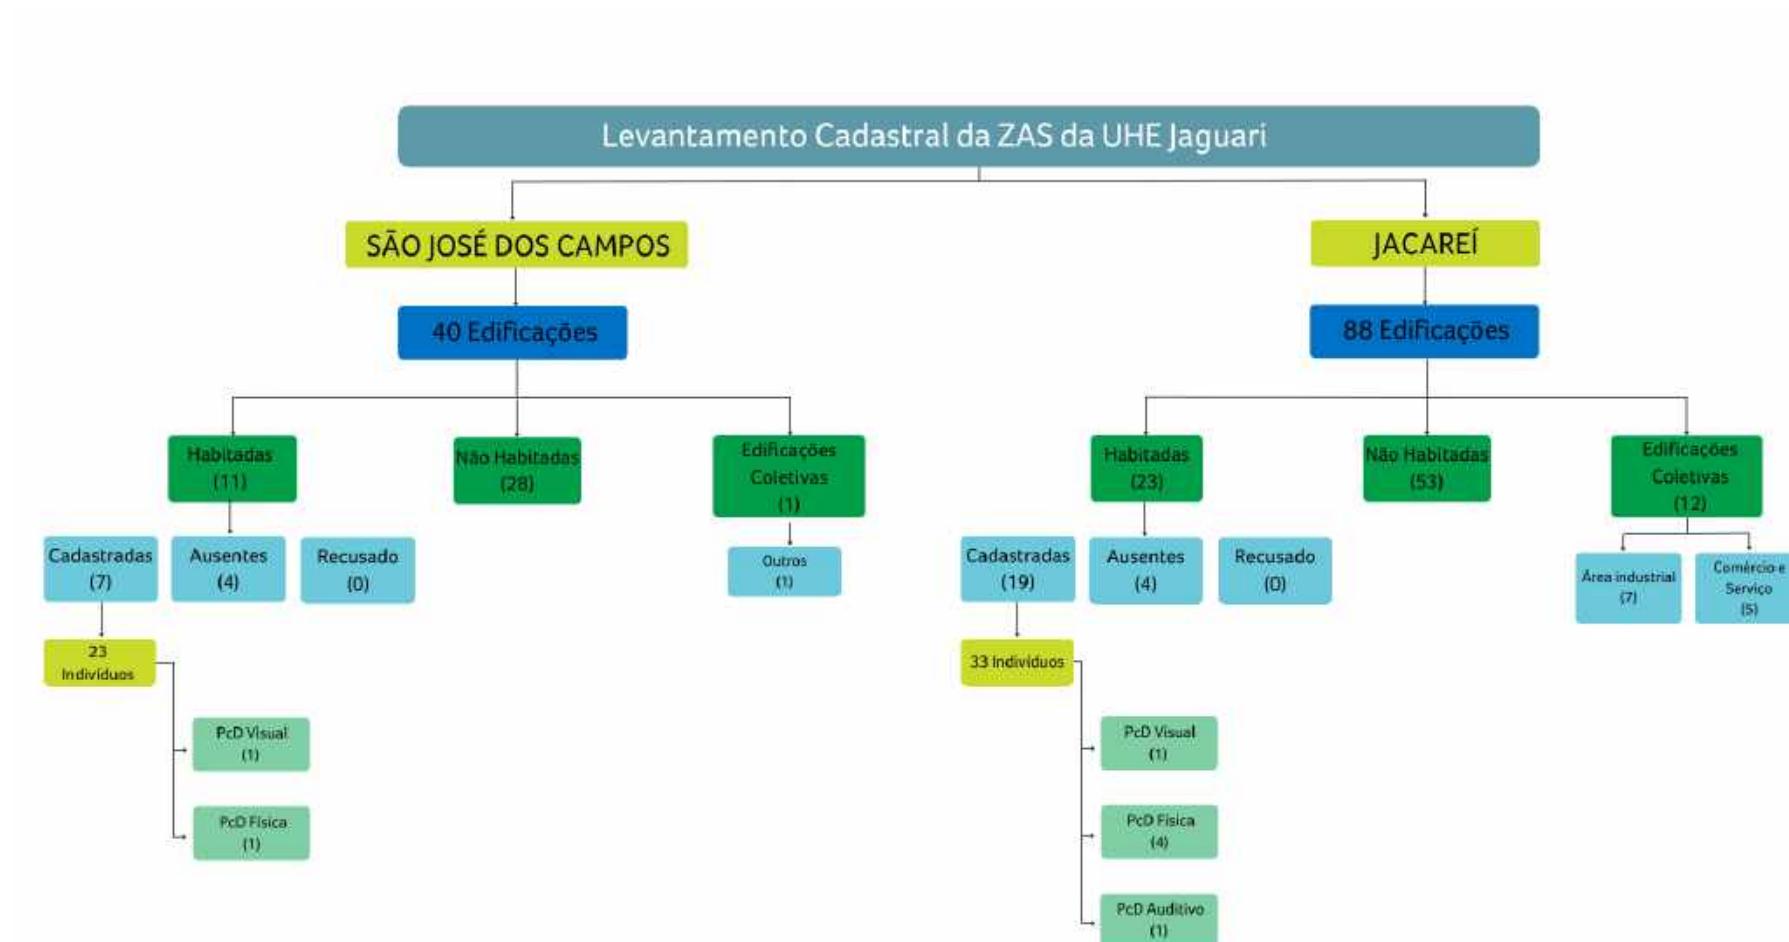 Levantamento Cadastral da ZAS da UHE Jaguari
SÃO JOSÉ DOS CAMPOS
JACAREÍ
40 Edificações
88 Edificações
Habitadas
(11)
Não Habitadas
(28)
Edificações
Coletivas
(1)
Habitadas
(23)
Não Habitadas
(53)
Edificações
Coletivas
(12)
Cadastradas
(7)
Ausentes
(4)
Recusado
(0)
Outros
(1)
Cadastradas
(19)
Ausentes
(4)
Recusado
(0)
Área industrial
(7)
Comércio e
Serviço
(5)
23
Indivíduos
33 Indivíduos
PcD Visual
(1)
PcD Física
(1)
PcD Visual
(1)
PcD Física
(4)
PcD Auditivo
(1)